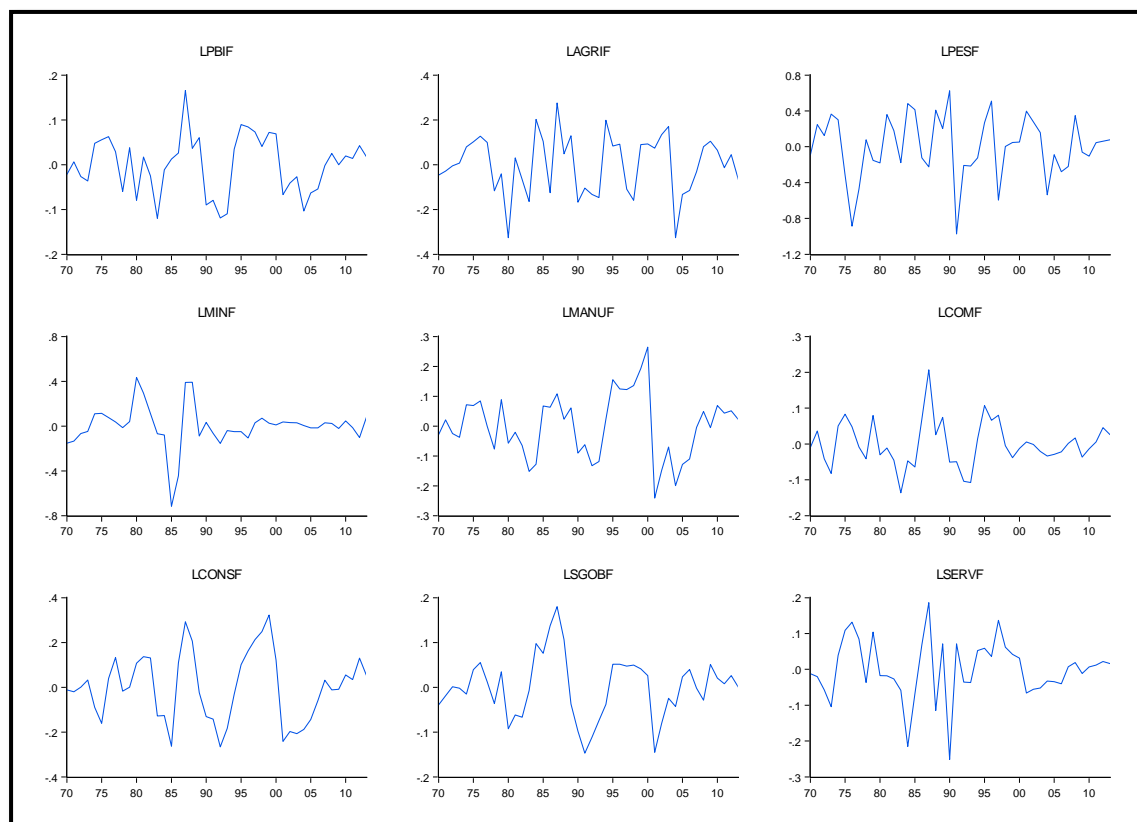 LPBIF LAGRIF LPESF
.2 .4 0.8
.1 .2 0.4
.0 .0 0.0
-.1 -.2 -0.4
-0.8
-.2 -.4 -1.2
70 75 80 85 90 95 00 05 10 70 75 80 85 90 95 00 05 10 70 75 80 85 90 95 00 05 10
LMINF LMANUF LCOMF
.8 .3 .3
.4 .2 .2
.1 .1
.0 .0 .0
-.4 -.1 -.1
-.2
-.8 -.3 -.2
70 75 80 85 90 95 00 05 10 70 75 80 85 90 95 00 05 10 70 75 80 85 90 95 00 05 10
LCONSF LSGOBF LSERVF
.4 .2 .2
.2 .1 .1
.0 .0 .0
-.2 -.1 -.1
-.2
-.4 -.2 -.3
70 75 80 85 90 95 00 05 10 70 75 80 85 90 95 00 05 10 70 75 80 85 90 95 00 05 10